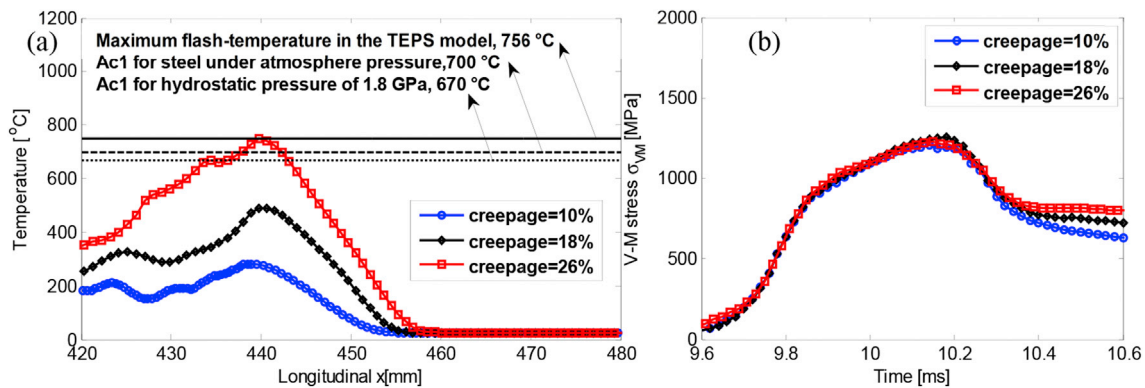 (a)
Maximum flash-temperature in the TEPS model, 756 °C
Ac1 for steel under atmosphere pressure,700 °C
Ac1 for hydrostatic pressure of 1.8 GPa, 670 °C
1200
1000
800
600
400
200
0
Temperature [°C]
creepage=10%
creepage=18%
creepage=26%
420
430
440
450
460
470
480
Longitudinal x[mm]
(b)
creepage=10%
creepage=18%
creepage=26%
2000
1500
1000
500
0
V-M stress σVM [MPa]
9.6
9.8
10
10.2
10.4
10.6
Time [ms]